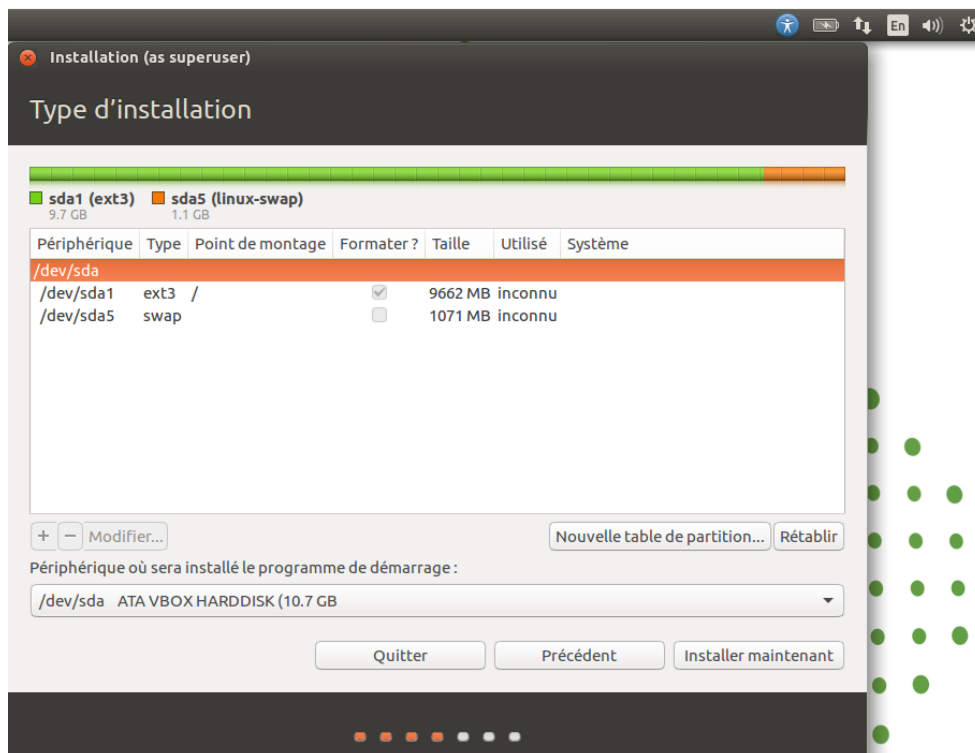 En
Installation (as superuser)
Type d'installation
sda1 (ext3) sda5 (linux-swap)
9.7 GB 1.1 GB
Périphérique Type Point de montage Formater ? Taille Utilisé Système
/dev/sda
/dev/sda1 ext3 / 9662 MB inconnu
/dev/sda5 swap 1071 MB inconnu
+ − Modifier... Nouvelle table de partition... Rétablir
Périphérique où sera installé le programme de démarrage :
/dev/sda ATA VBOX HARDDISK (10.7 GB
Quitter Précédent Installer maintenant